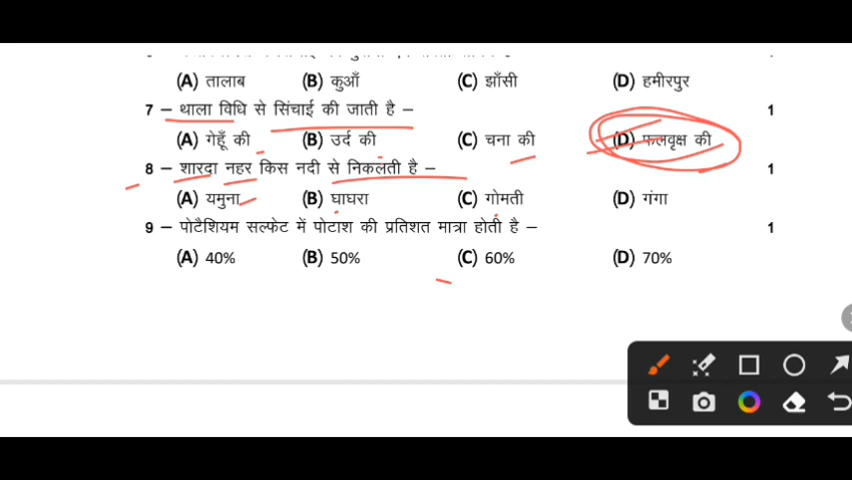 (A) तालाब (B) कुआँ (C) झाँसी (D) हमीरपुर
7 – थाला विधि से सिंचाई की जाती है – 1
(A) गेहूँ की (B) उर्द की (C) चना की (D) फलवृक्ष की
8 – शारदा नहर किस नदी से निकलती है – 1
(A) यमुना (B) घाघरा (C) गोमती (D) गंगा
9 – पोटैशियम सल्फेट में पोटाश की प्रतिशत मात्रा होती है – 1
(A) 40% (B) 50% (C) 60% (D) 70%